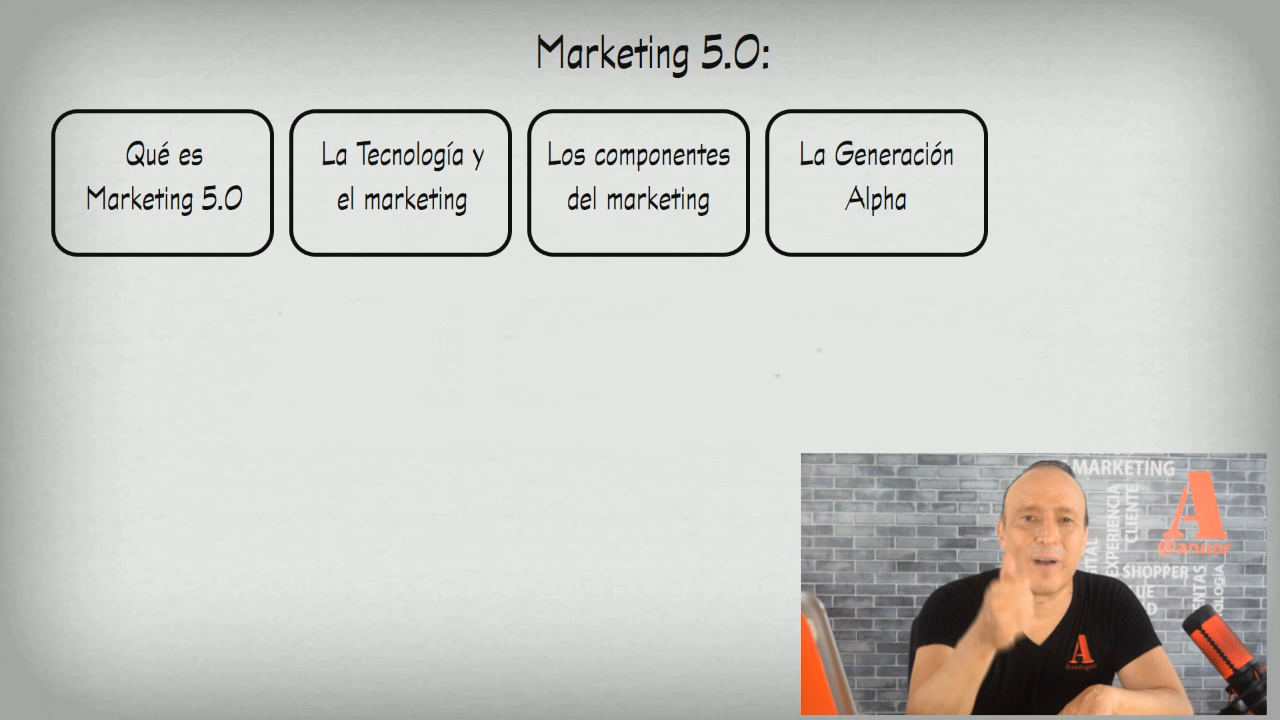 Marketing 5.0:
Qué es
Marketing 5.0
La Tecnología y
el marketing
Los componentes
del marketing
La Generación
Alpha
MARKETING
EXPERIENCIA
CLIENTE
A
SHOPPER
A